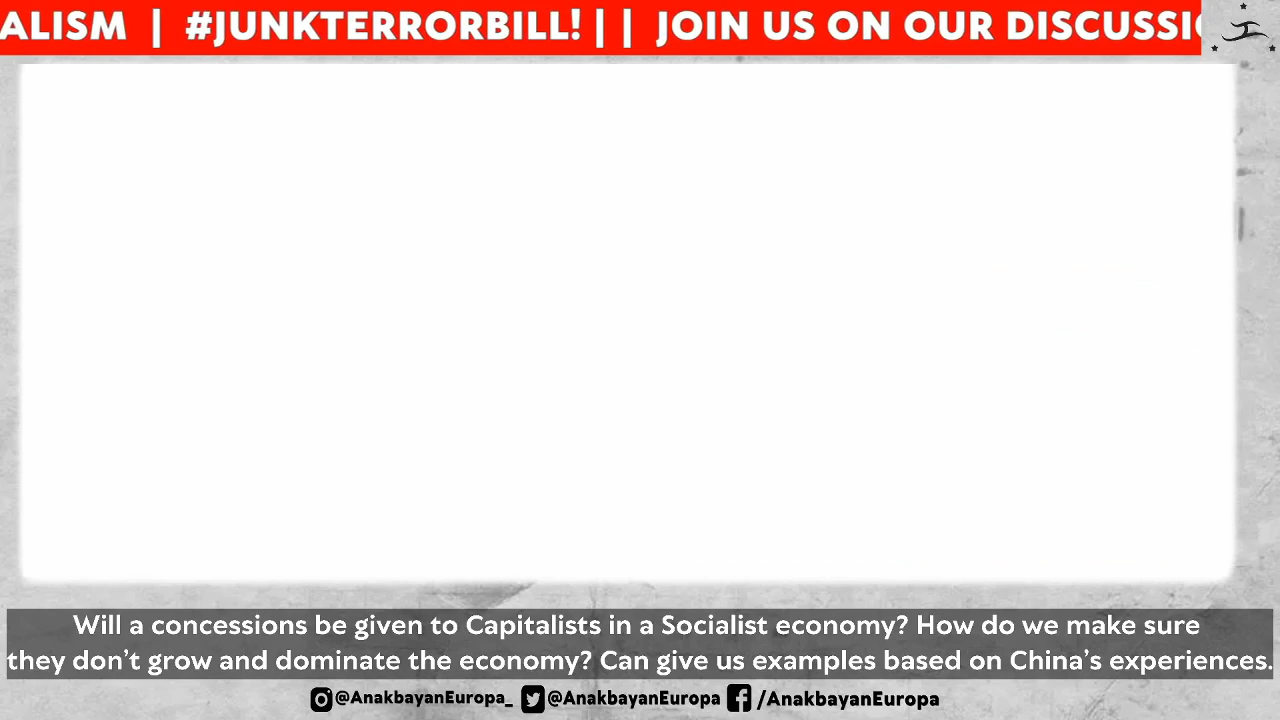 ALISM | #JUNKTERRORBILL! || JOIN US ON OUR DISCUSSI
Will a concessions be given to Capitalists in a Socialist economy? How do we make sure
they don't grow and dominate the economy? Can give us examples based on China's experiences.
@AnakbayanEuropa_ @AnakbayanEuropa /AnakbayanEuropa